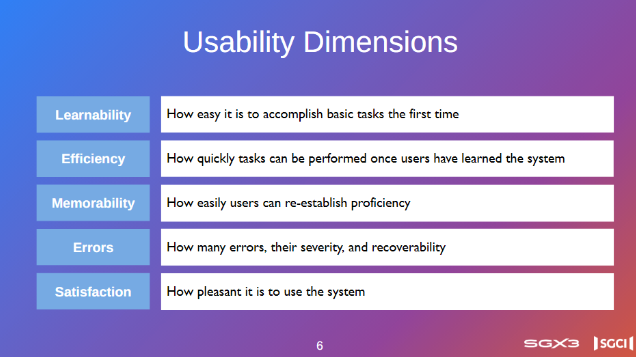 Usability Dimensions
Learnability
How easy it is to accomplish basic tasks the first time
Efficiency
How quickly tasks can be performed once users have learned the system
Memorability
How easily users can re-establish proficiency
Errors
How many errors, their severity, and recoverability
Satisfaction
How pleasant it is to use the system
6
SGX3
SGCI